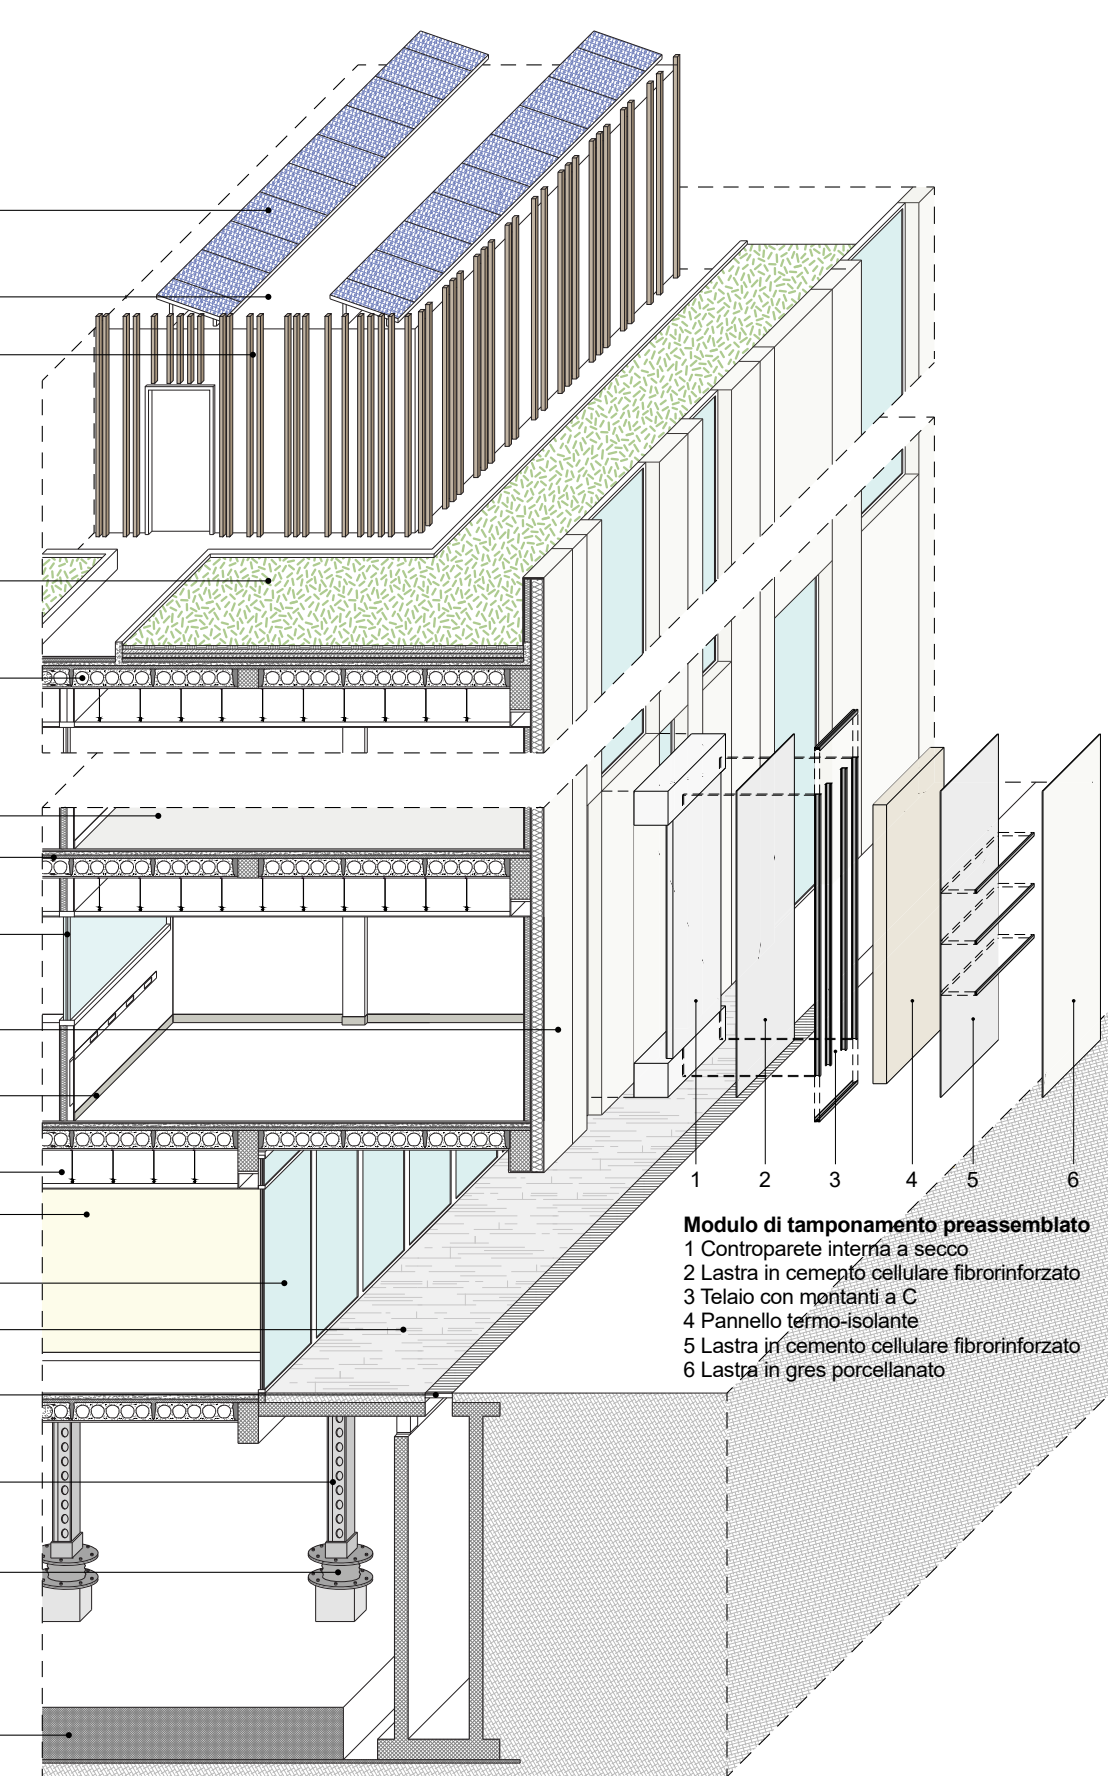 1 2 3 4 5 6
Modulo di tamponamento preassemblato
1 Controparete interna a secco
2 Lastra in cemento cellulare fibrorinforzato
3 Telaio con montanti a C
4 Pannello termo-isolante
5 Lastra in cemento cellulare fibrorinforzato
6 Lastra in gres porcellanato